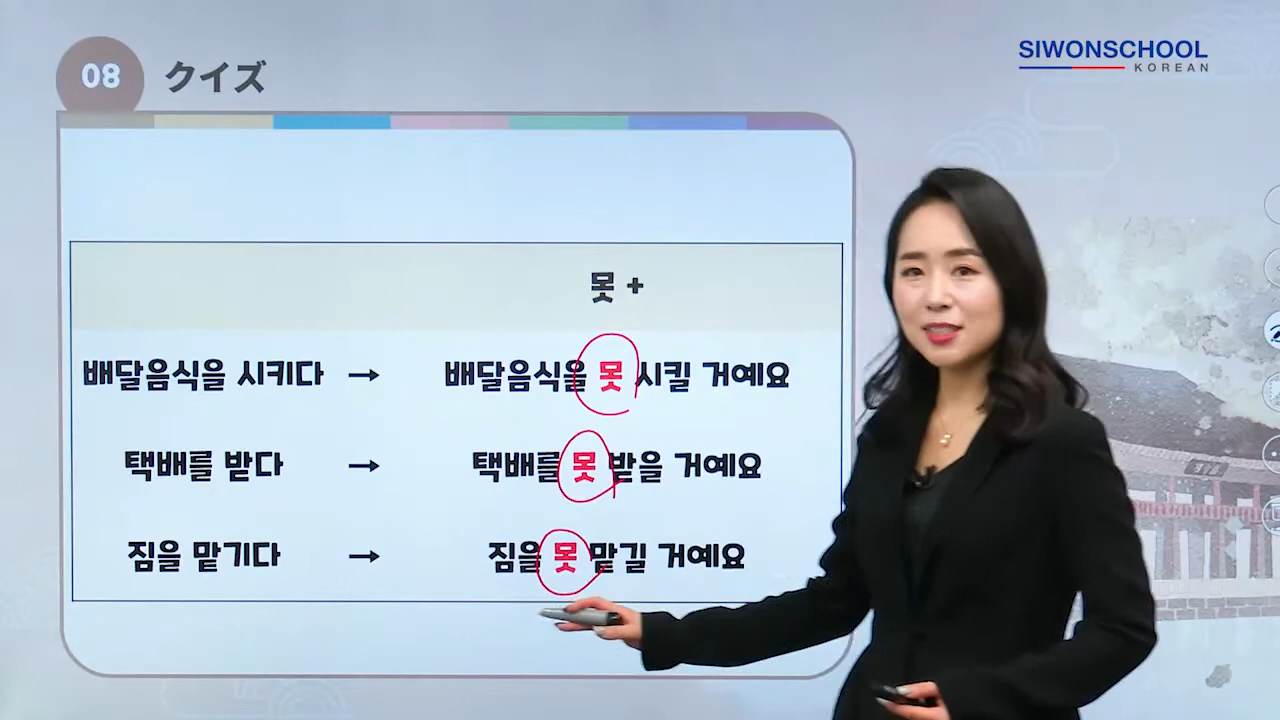 08 クイズ
SIWONSCHOOL
KOREAN
못 +
배달음식을 시키다 → 배달음식을 못 시킬 거예요
택배를 받다 → 택배를 못 받을 거예요
짐을 맡기다 → 짐을 못 맡길 거예요